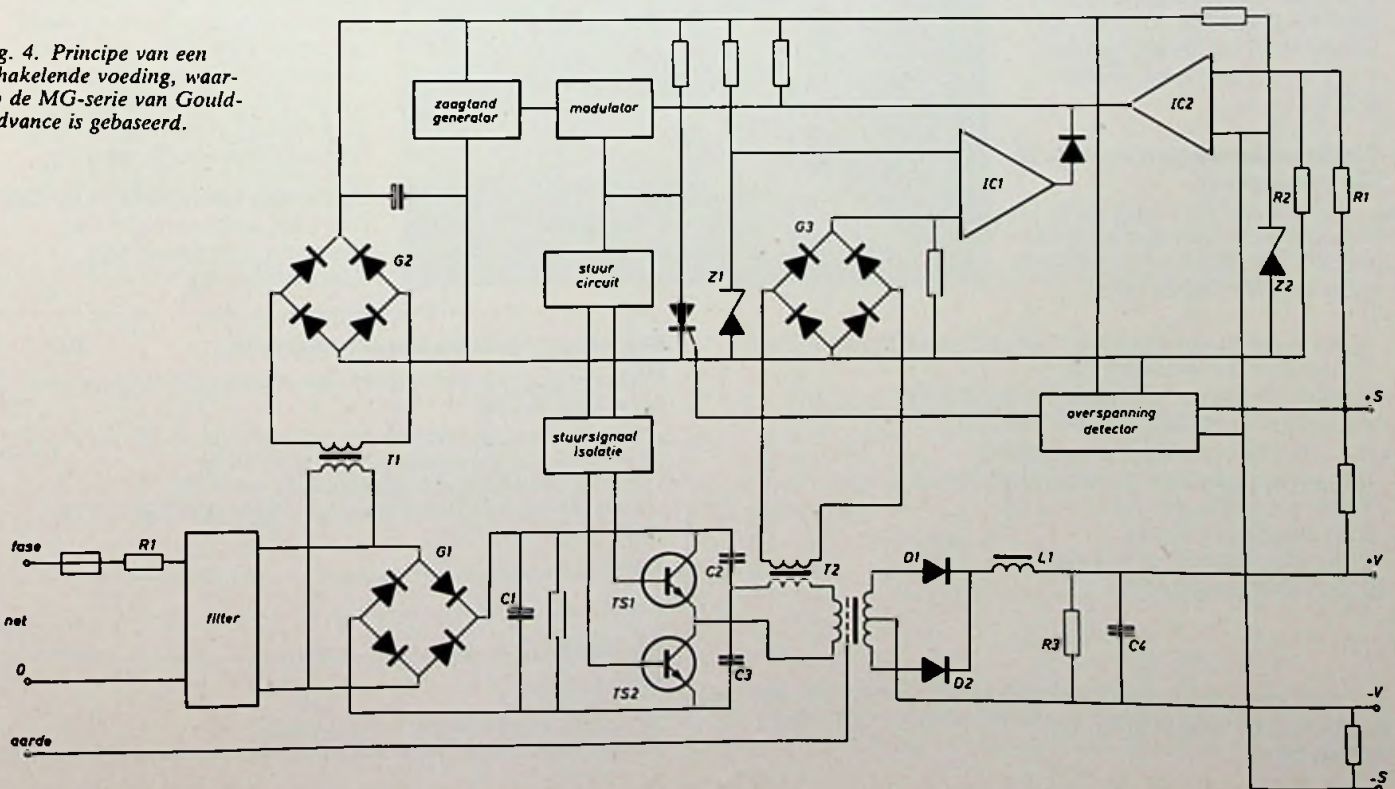 g. 4. Principe van een
hakelende voeding, waar-
de MG-serie van Gould-
dvance is gebaseerd.
zaagtand
generator
modulator
IC2
IC1
R2
R1
G2
stuur
circuit
Z1
G3
Z2
+S
stuursignaal
isolatie
overspanning
detector
T1
fase
R1
G1
C1
TS1
C2
T2
D1
L1
+V
net
filter
R3
C4
0
TS2
C3
D2
-V
aarde
-S